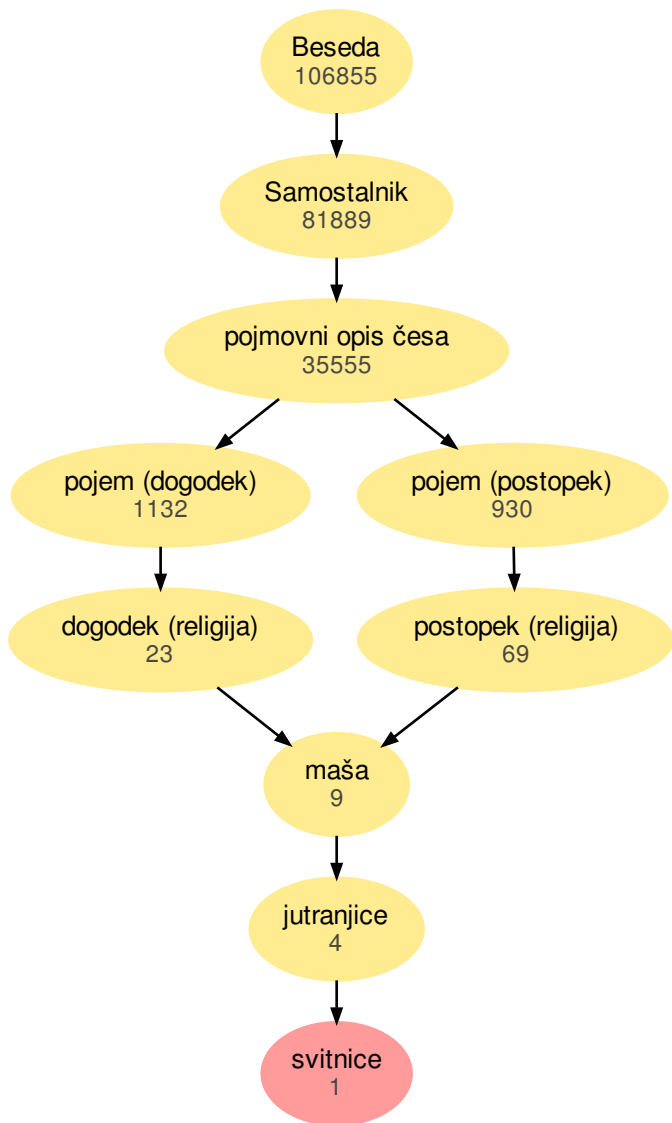 Beseda
106855
Samostalnik
81889
pojmovni opis česa
35555
pojem (dogodek)
1132
pojem (postopek)
930
dogodek (religija)
23
postopek (religija)
69
maša
9
jutranjice
4
svitnice
1